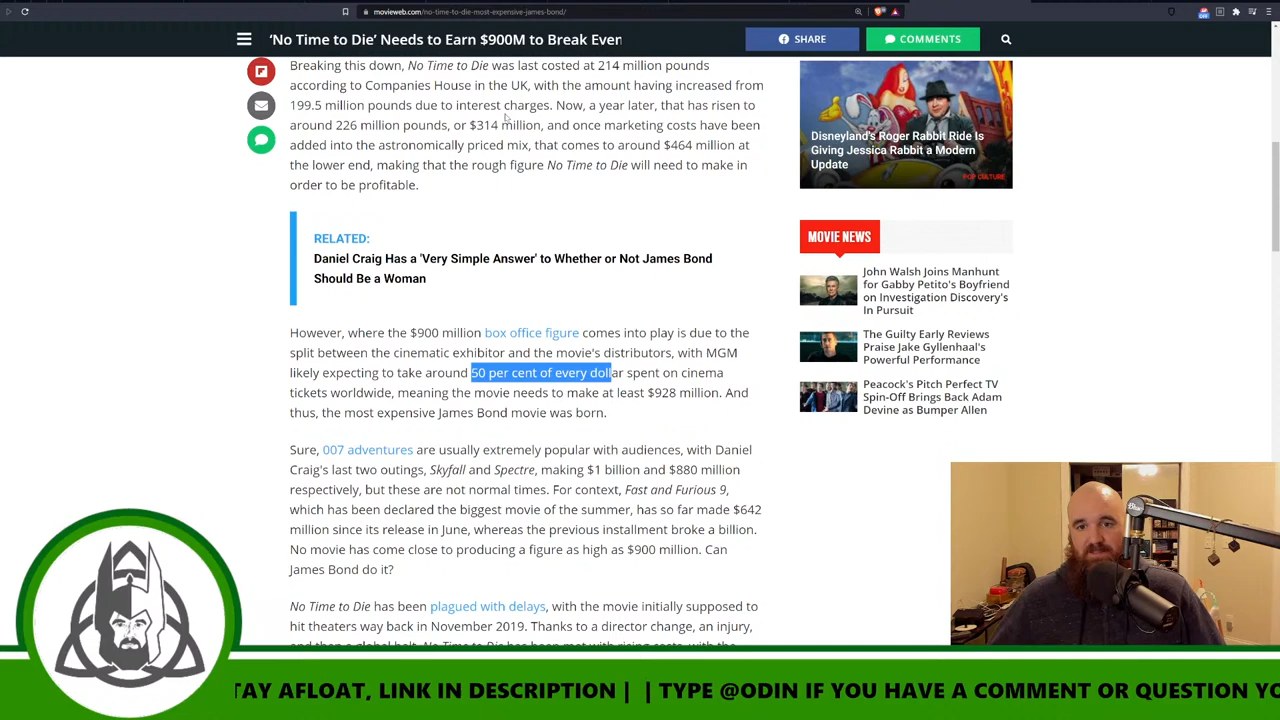 movieweb.com/no-time-to-die-most-expensive-james-bond/
'No Time to Die' Needs to Earn $900M to Break Even
SHARE
COMMENTS
Breaking this down, No Time to Die was last costed at 214 million pounds
according to Companies House in the UK, with the amount having increased from
199.5 million pounds due to interest charges. Now, a year later, that has risen to
around 226 million pounds, or $314 million, and once marketing costs have been
added into the astronomically priced mix, that comes to around $464 million at
the lower end, making that the rough figure No Time to Die will need to make in
order to be profitable.
RELATED:
Daniel Craig Has a 'Very Simple Answer' to Whether or Not James Bond
Should Be a Woman
However, where the $900 million box office figure comes into play is due to the
split between the cinematic exhibitor and the movie's distributors, with MGM
likely expecting to take around 50 per cent of every dollar spent on cinema
tickets worldwide, meaning the movie needs to make at least $928 million. And
thus, the most expensive James Bond movie was born.
Sure, 007 adventures are usually extremely popular with audiences, with Daniel
Craig's last two outings, Skyfall and Spectre, making $1 billion and $880 million
respectively, but these are not normal times. For context, Fast and Furious 9,
which has been declared the biggest movie of the summer, has so far made $642
million since its release in June, whereas the previous installment broke a billion.
No movie has come close to producing a figure as high as $900 million. Can
James Bond do it?
No Time to Die has been plagued with delays, with the movie initially supposed to
hit theaters way back in November 2019. Thanks to a director change, an injury,
Disneyland's Roger Rabbit Ride Is
Giving Jessica Rabbit a Modern
Update
POP CULTURE
MOVIE NEWS
John Walsh Joins Manhunt
for Gabby Petito's Boyfriend
on Investigation Discovery's
In Pursuit
The Guilty Early Reviews
Praise Jake Gyllenhaal's
Powerful Performance
Peacock's Pitch Perfect TV
Spin-Off Brings Back Adam
Devine as Bumper Allen
TAY AFLOAT, LINK IN DESCRIPTION | | TYPE @ODIN IF YOU HAVE A COMMENT OR QUESTION YO